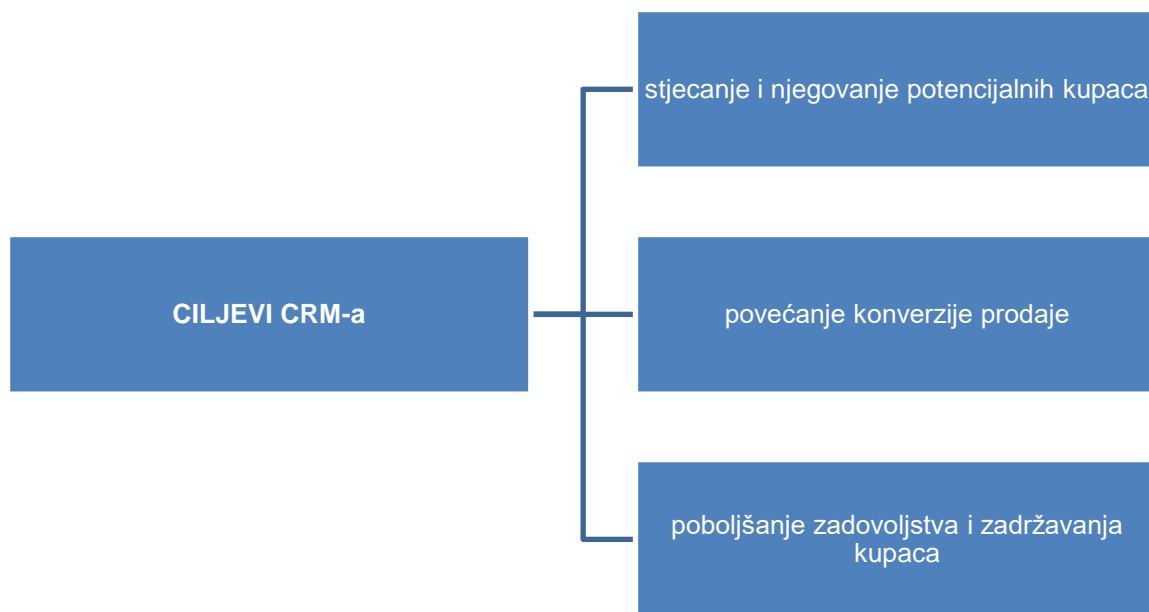 stjecanje i njegovanje potencijalnih kupaca
CILJEVI CRM-a
povećanje konverzije prodaje
poboljšanje zadovoljstva i zadržavanja
kupaca